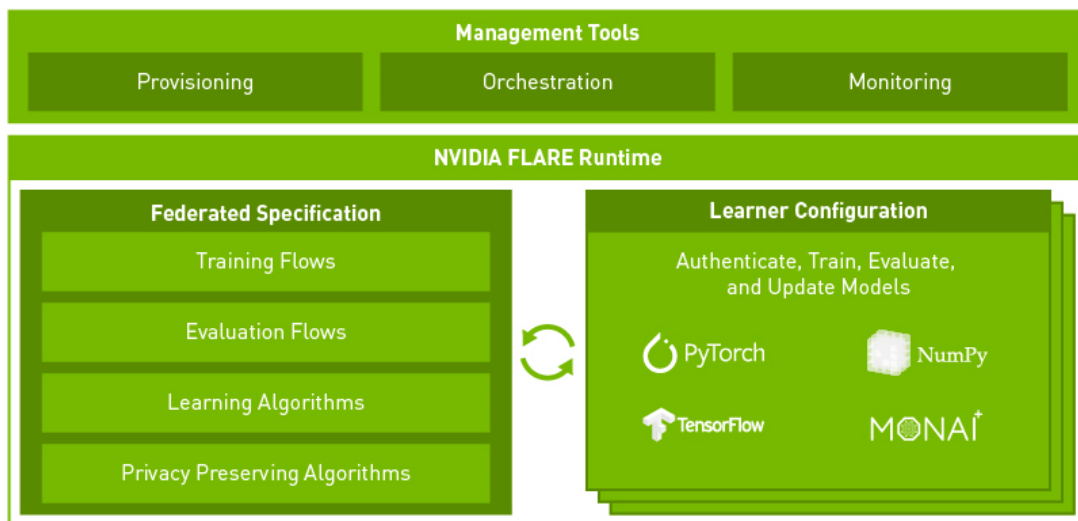 Management Tools
Provisioning
Orchestration
Monitoring
NVIDIA FLARE Runtime
Federated Specification
Training Flows
Evaluation Flows
Learning Algorithms
Privacy Preserving Algorithms
Learner Configuration
Authenticate, Train, Evaluate,
and Update Models
PyTorch
NumPy
TensorFlow
MONAI